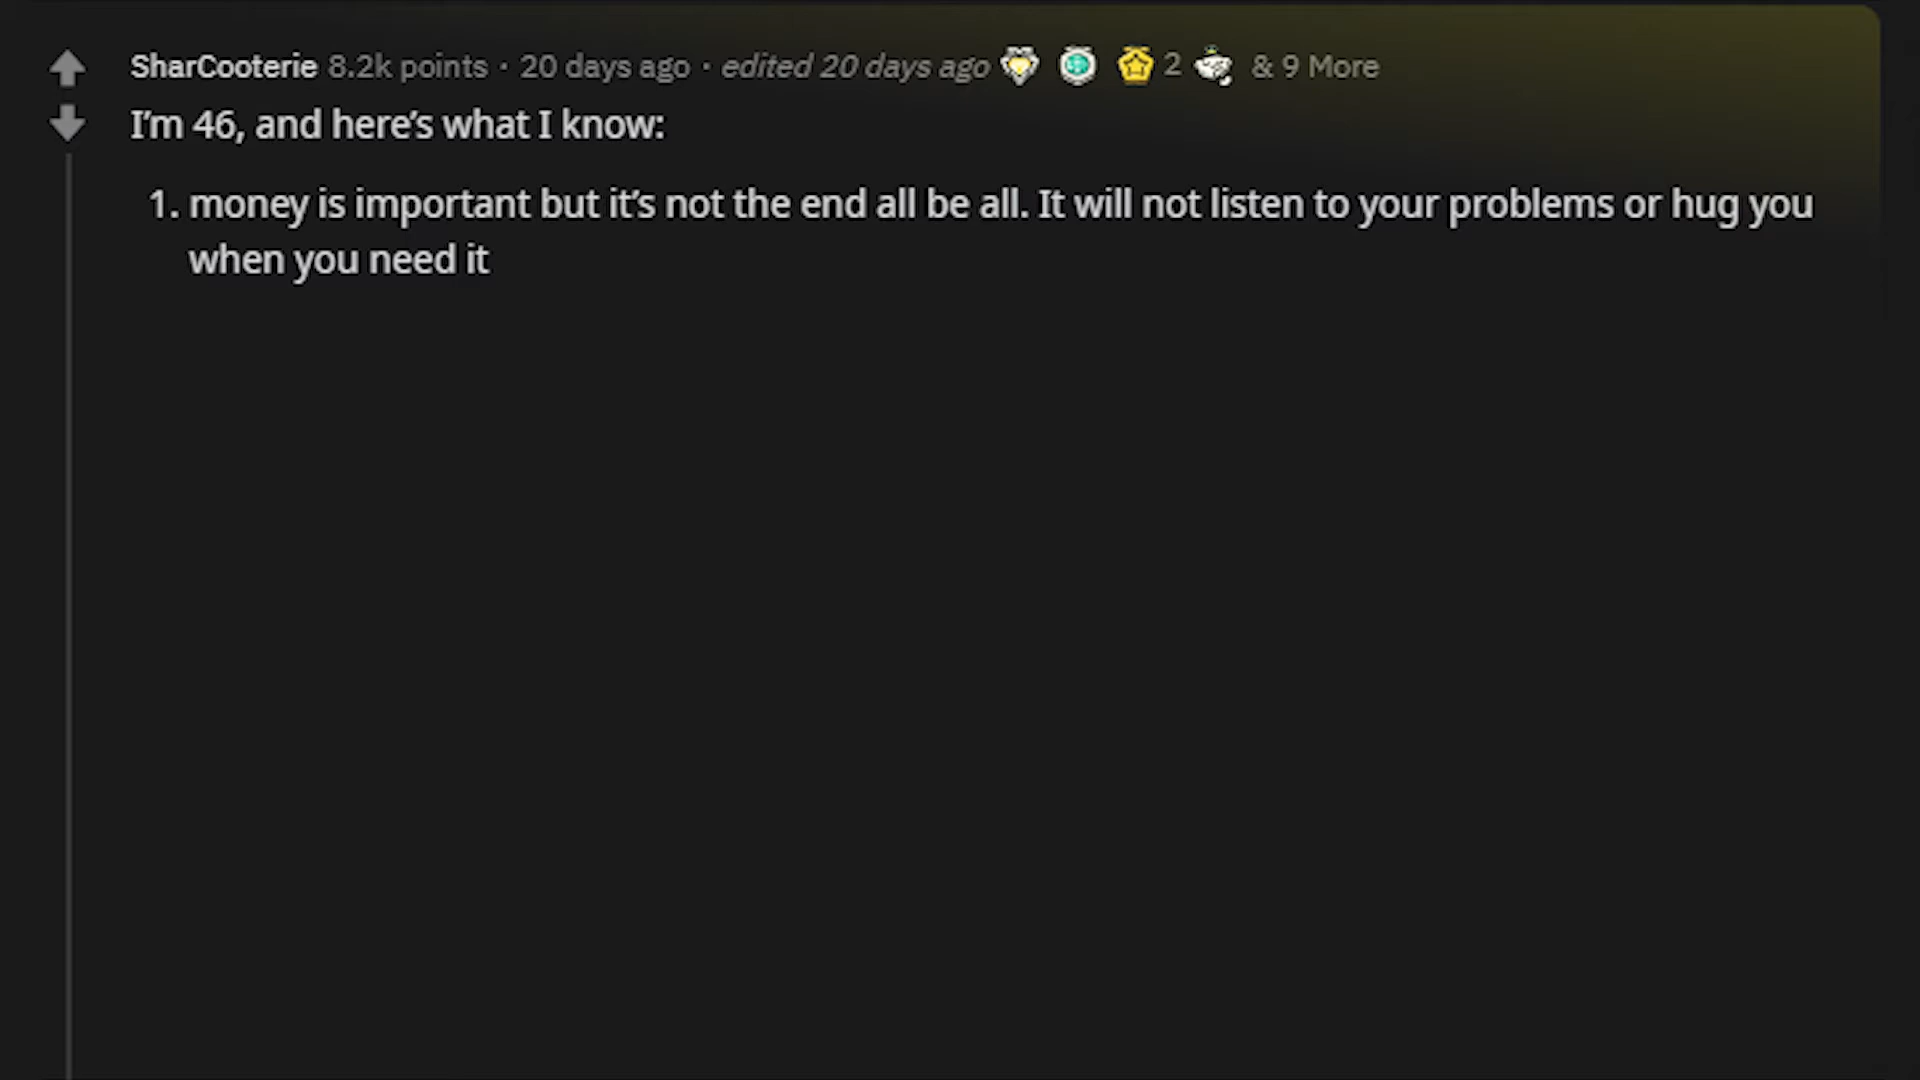 SharCooterie 8.2k points · 20 days ago · edited 20 days ago 2 & 9 More
I'm 46, and here's what I know:
1. money is important but it's not the end all be all. It will not listen to your problems or hug you
when you need it